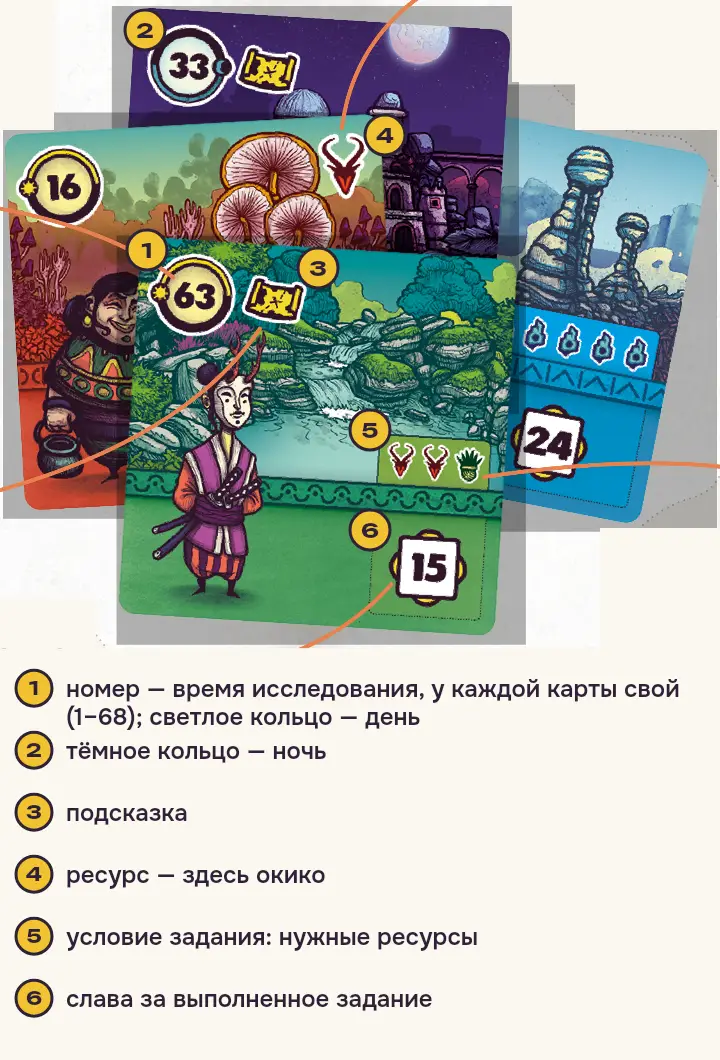 2
33
4
16
1
63
3
5
24
6
15
1 номер — время исследования, у каждой карты свой
(1–68); светлое кольцо — день
2 тёмное кольцо — ночь
3 подсказка
4 ресурс — здесь окико
5 условие задания: нужные ресурсы
6 слава за выполненное задание